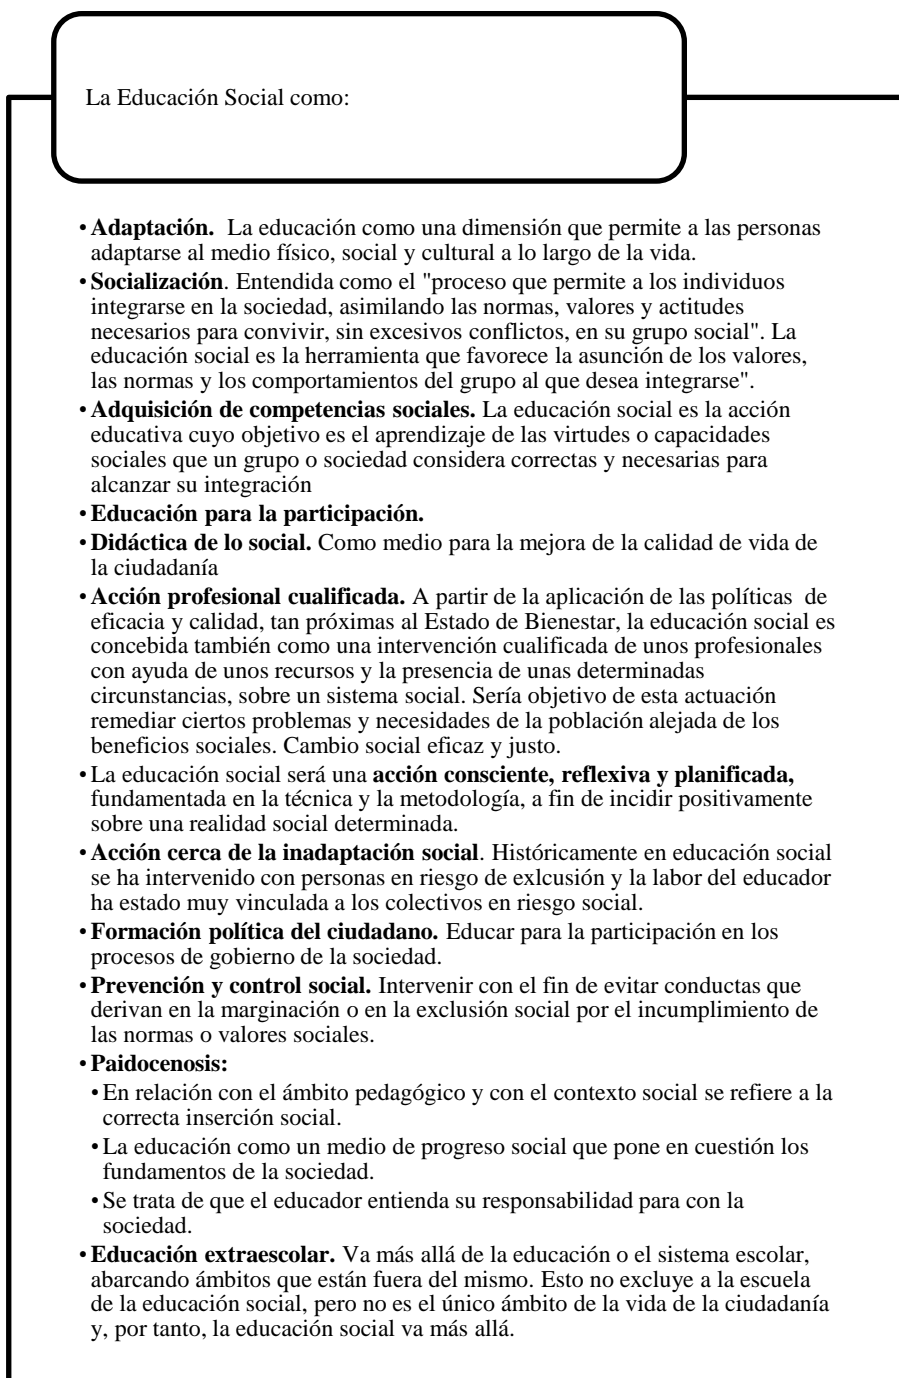 La Educación Social como:
• Adaptación.  La educación como una dimensión que permite a las personas
adaptarse al medio físico, social y cultural a lo largo de la vida.
• Socialización. Entendida como el "proceso que permite a los individuos
integrarse en la sociedad, asimilando las normas, valores y actitudes
necesarios para convivir, sin excesivos conflictos, en su grupo social". La
educación social es la herramienta que favorece la asunción de los valores,
las normas y los comportamientos del grupo al que desea integrarse".
• Adquisición de competencias sociales. La educación social es la acción
educativa cuyo objetivo es el aprendizaje de las virtudes o capacidades
sociales que un grupo o sociedad considera correctas y necesarias para
alcanzar su integración
• Educación para la participación.
• Didáctica de lo social. Como medio para la mejora de la calidad de vida de
la ciudadanía
• Acción profesional cualificada. A partir de la aplicación de las políticas  de
eficacia y calidad, tan próximas al Estado de Bienestar, la educación social es
concebida también como una intervención cualificada de unos profesionales
con ayuda de unos recursos y la presencia de unas determinadas
circunstancias, sobre un sistema social. Sería objetivo de esta actuación
remediar ciertos problemas y necesidades de la población alejada de los
beneficios sociales. Cambio social eficaz y justo.
• La educación social será una acción consciente, reflexiva y planificada,
fundamentada en la técnica y la metodología, a fin de incidir positivamente
sobre una realidad social determinada.
• Acción cerca de la inadaptación social. Históricamente en educación social
se ha intervenido con personas en riesgo de exlcusión y la labor del educador
ha estado muy vinculada a los colectivos en riesgo social.
• Formación política del ciudadano. Educar para la participación en los
procesos de gobierno de la sociedad.
• Prevención y control social. Intervenir con el fin de evitar conductas que
derivan en la marginación o en la exclusión social por el incumplimiento de
las normas o valores sociales.
• Paidocenosis:
• En relación con el ámbito pedagógico y con el contexto social se refiere a la
correcta inserción social.
• La educación como un medio de progreso social que pone en cuestión los
fundamentos de la sociedad.
• Se trata de que el educador entienda su responsabilidad para con la
sociedad.
• Educación extraescolar. Va más allá de la educación o el sistema escolar,
abarcando ámbitos que están fuera del mismo. Esto no excluye a la escuela
de la educación social, pero no es el único ámbito de la vida de la ciudadanía
y, por tanto, la educación social va más allá.